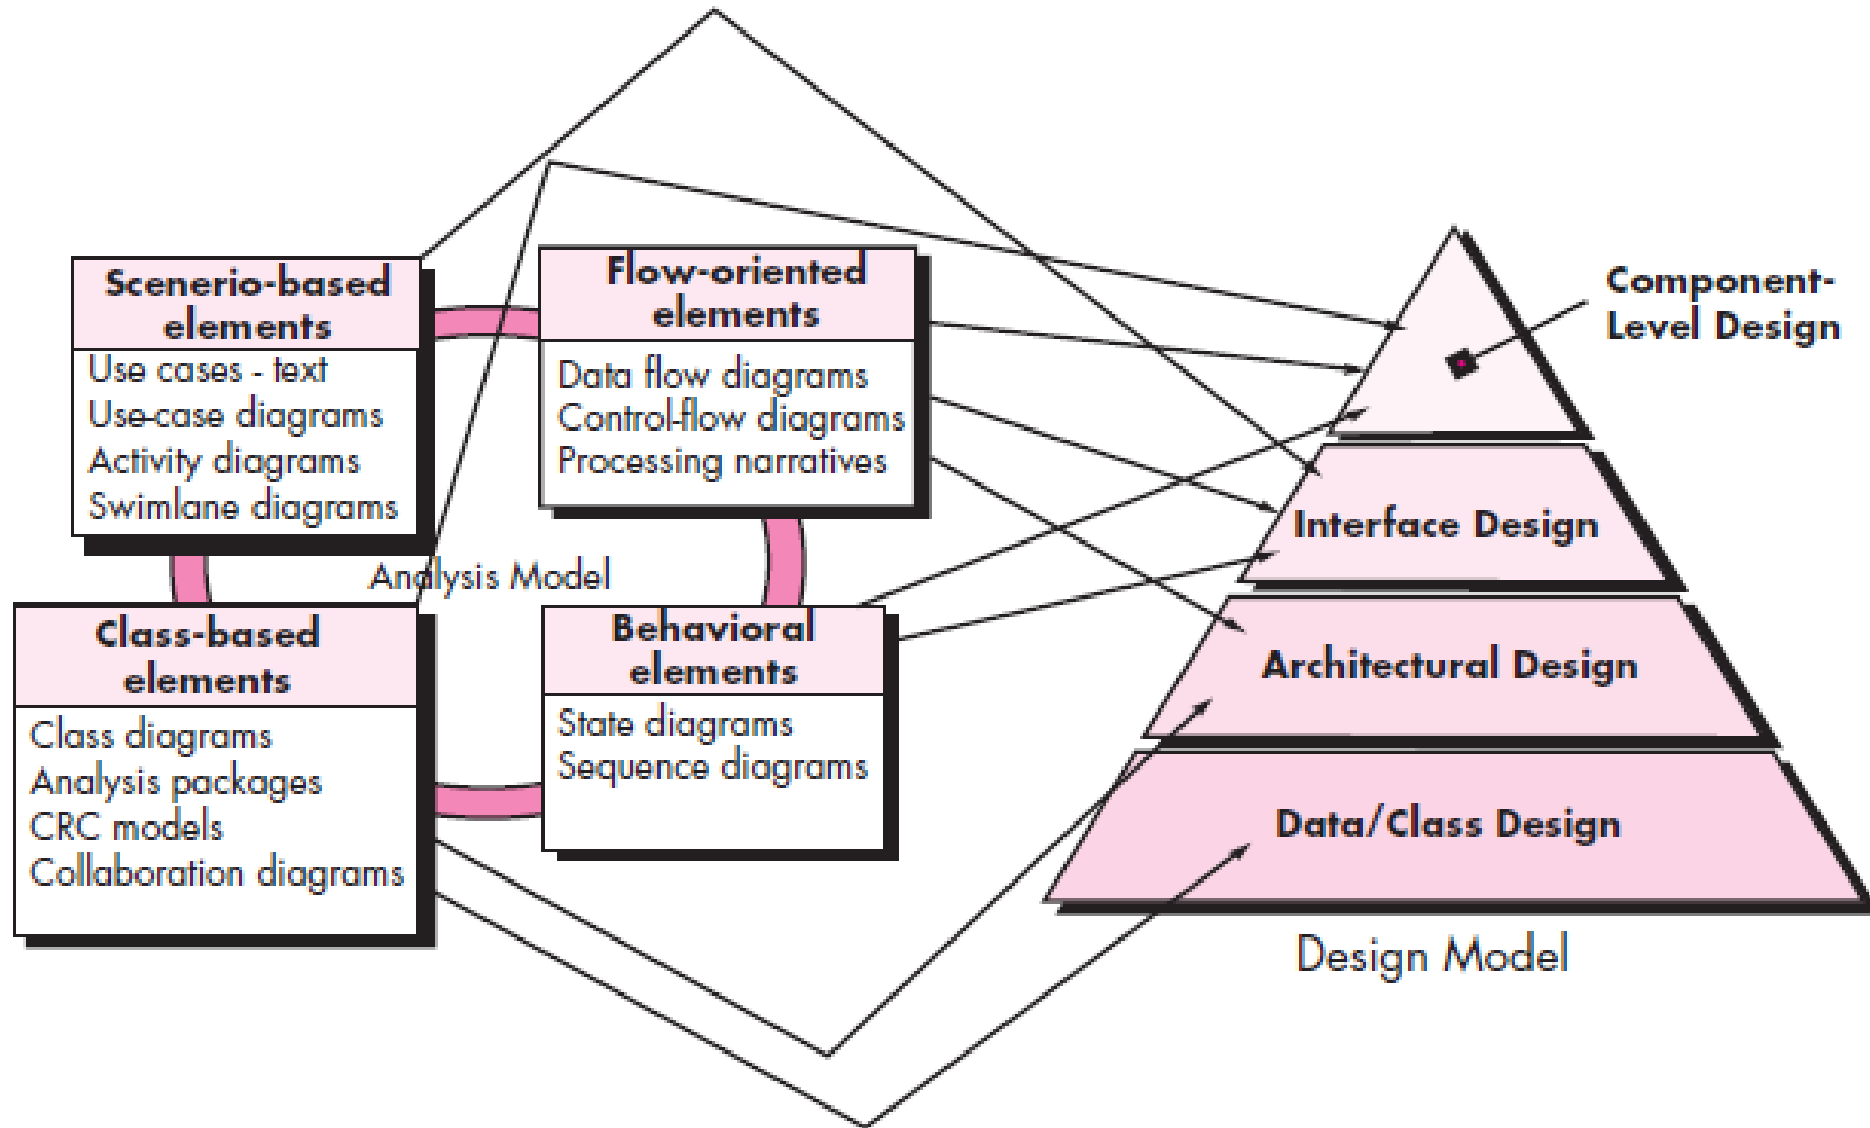 Scenerio-based
elements
Use cases - text
Use-case diagrams
Activity diagrams
Swimlane diagrams
Flow-oriented
elements
Data flow diagrams
Control-flow diagrams
Processing narratives
Analysis Model
Class-based
elements
Class diagrams
Analysis packages
CRC models
Collaboration diagrams
Behavioral
elements
State diagrams
Sequence diagrams
Component-
Level Design
Interface Design
Architectural Design
Data/Class Design
Design Model